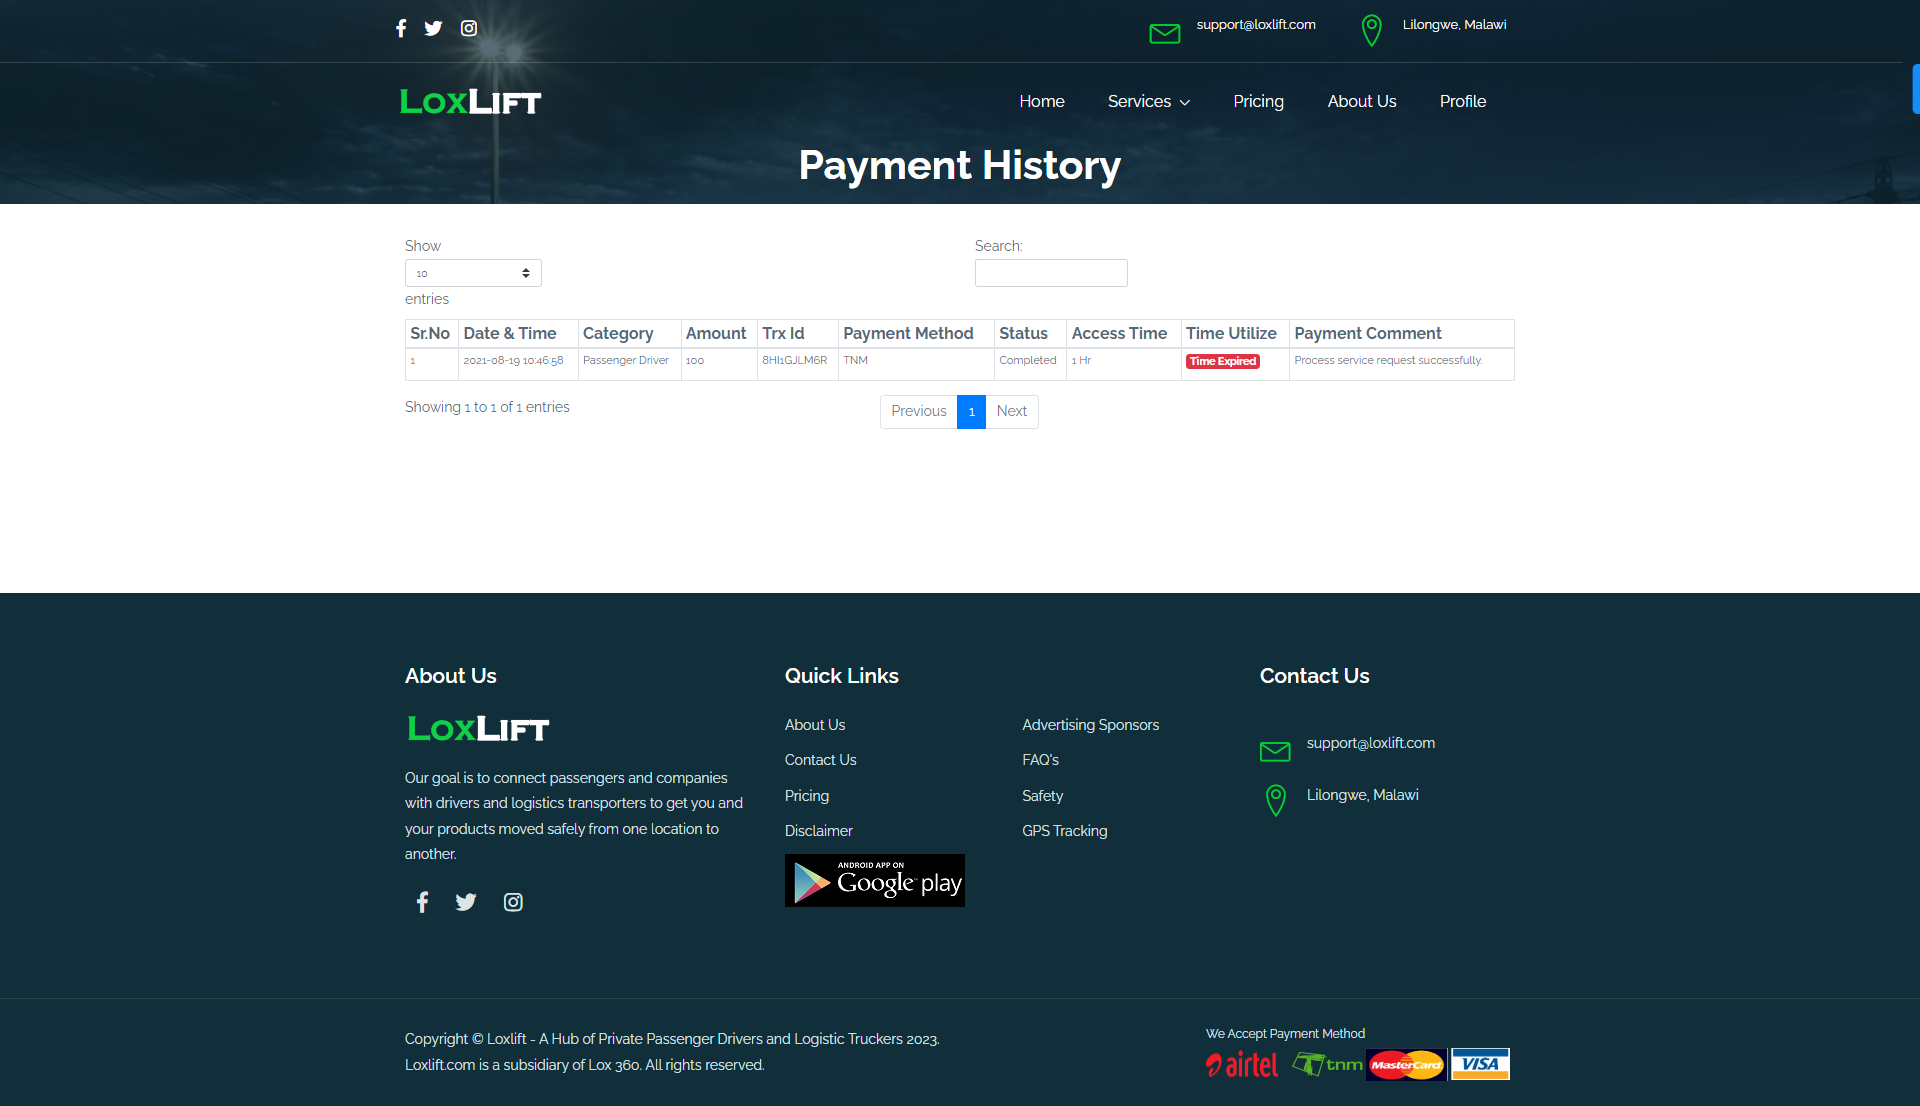 support@loxlift.com
Lilongwe, Malawi
LOXLIFT
Home
Services
Pricing
About Us
Profile
Payment History
Show
10
entries
Search:
Sr.No Date & Time Category Amount Trx Id Payment Method Status Access Time Time Utilize Payment Comment
1 2021-08-19 10:46:58 Passenger Driver 100 8HI1GJLM6R TNM Completed 1 Hr Time Expired Process service request successfully.
Showing 1 to 1 of 1 entries
Previous 1 Next
About Us
LOXLIFT
Our goal is to connect passengers and companies
with drivers and logistics transporters to get you and
your products moved safely from one location to
another.
Quick Links
About Us
Contact Us
Pricing
Disclaimer
Advertising Sponsors
FAQ's
Safety
GPS Tracking
ANDROID APP ON
Google play
Contact Us
support@loxlift.com
Lilongwe, Malawi
Copyright © Loxlift - A Hub of Private Passenger Drivers and Logistic Truckers 2023.
Loxlift.com is a subsidiary of Lox 360. All rights reserved.
We Accept Payment Method
airtel tnm MasterCard VISA